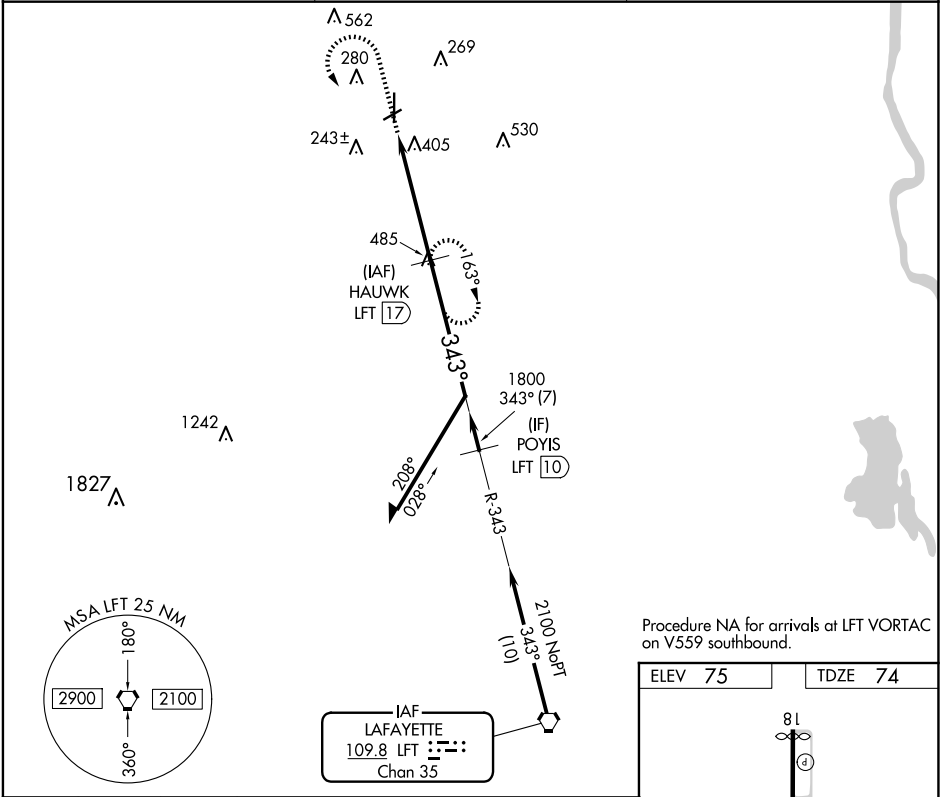 562
269
280
243±
405
530
485
(IAF)
HAUWK
LFT 17
163°
343°
1800
343° (7)
(IF)
POYIS
LFT 10
1242
1827
208°
028°
R-343
2100 NoPT
343°
(10)
MSA LFT 25 NM
180°
2900
2100
360°
IAF
LAFAYETTE
109.8 LFT
Chan 35
Procedure NA for arrivals at LFT VORTAC
on V559 southbound.
ELEV 75
TDZE 74
18
P